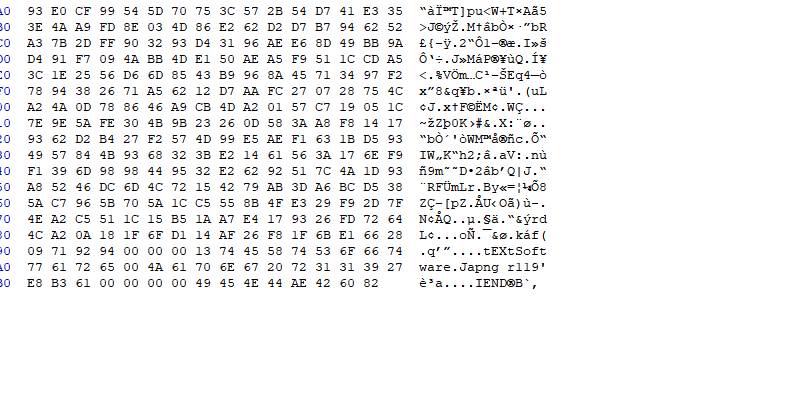 0 93 E0 CF 99 54 5D 70 75 3C 57 2B 54 D7 41 E3 35 “àÏ™T]pu<W+T×Aã5
0 3E 4A A9 FD 8E 03 4D 86 E2 62 D2 D7 B7 94 62 52 >J©ýŽ.M†âbÒ×·”bR
0 A3 7B 2D FF 90 32 93 D4 31 96 AE E6 8D 49 BB 9A £{-ÿ.2“Ô1–®æ.I»š
0 D4 91 F7 09 4A BB 4D E1 50 AE A5 F9 51 1C CD A5 Ô‘÷.J»MáP®¥ùQ.Í¥
0 3C 1E 25 56 D6 6D 85 43 B9 96 8A 45 71 34 97 F2 <.%VÖm…C¹–ŠEq4—ò
0 78 94 38 26 71 A5 62 12 D7 AA FC 27 07 28 75 4C x”8&q¥b.×ªü'.(uL
0 A2 4A 0D 78 86 46 A9 CB 4D A2 01 57 C7 19 05 1C ¢J.x†F©ËM¢.WÇ...
10 7E 9E 5A FE 30 4B 9B 23 26 0D 58 3A A8 F8 14 17 ~žZþ0K›#&.X:¨ø..
20 93 62 D2 B4 27 F2 57 4D 99 E5 AE F1 63 1B D5 93 “bÒ´'òWM™å®ñc.Õ“
30 49 57 84 4B 93 68 32 3B E2 14 61 56 3A 17 6E F9 IW„K“h2;â.aV:.nù
40 F1 39 6D 98 98 44 95 32 E2 62 92 51 7C 4A 1D 93 ñ9m˜˜D•2âb’Q|J.“
50 A8 52 46 DC 6D 4C 72 15 42 79 AB 3D A6 BC D5 38 ¨RFÜmLr.By«=¦¼Õ8
60 5A C7 96 5B 70 5A 1C C5 55 8B 4F E3 29 F9 2D 7F ZÇ–[pZ.ÅU‹Oã)ù-.
70 4E A2 C5 51 1C 15 B5 1A A7 E4 17 93 26 FD 72 64 N¢ÅQ..µ.§ä.“&ýrd
80 4C A2 0A 18 1F 6F D1 14 AF 26 F8 1F 6B E1 66 28 L¢...oÑ.¯&ø.káf(
90 09 71 92 94 00 00 00 13 74 45 58 74 53 6F 66 74 .q’”....tEXtSoft
A0 77 61 72 65 00 4A 61 70 6E 67 20 72 31 31 39 27 ware.Japng r119'
B0 E8 B3 61 00 00 00 00 49 45 4E 44 AE 42 60 82 è³a....IEND®B`‚